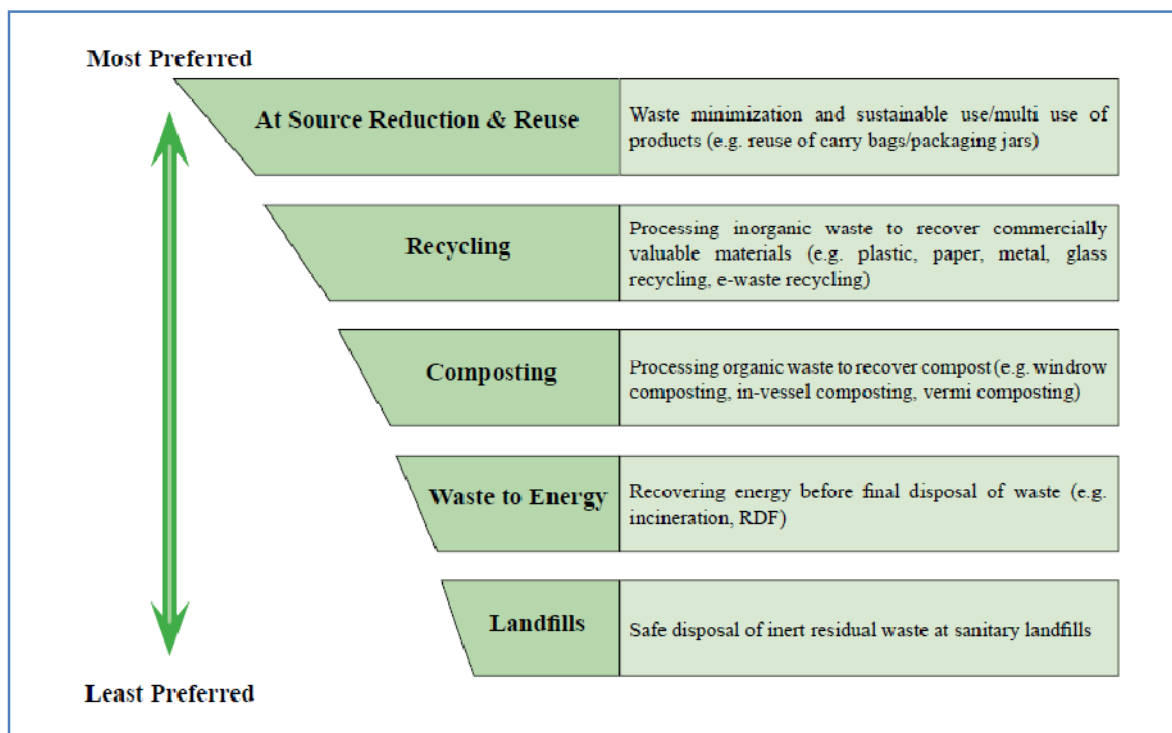 Most Preferred
At Source Reduction & Reuse
Waste minimization and sustainable use/multi use of
products (e.g. reuse of carry bags/packaging jars)
Recycling
Processing inorganic waste to recover commercially
valuable materials (e.g. plastic, paper, metal, glass
recycling, e-waste recycling)
Composting
Processing organic waste to recover compost (e.g. windrow
composting, in-vessel composting, vermi composting)
Waste to Energy
Recovering energy before final disposal of waste (e.g.
incineration, RDF)
Landfills
Safe disposal of inert residual waste at sanitary landfills
Least Preferred